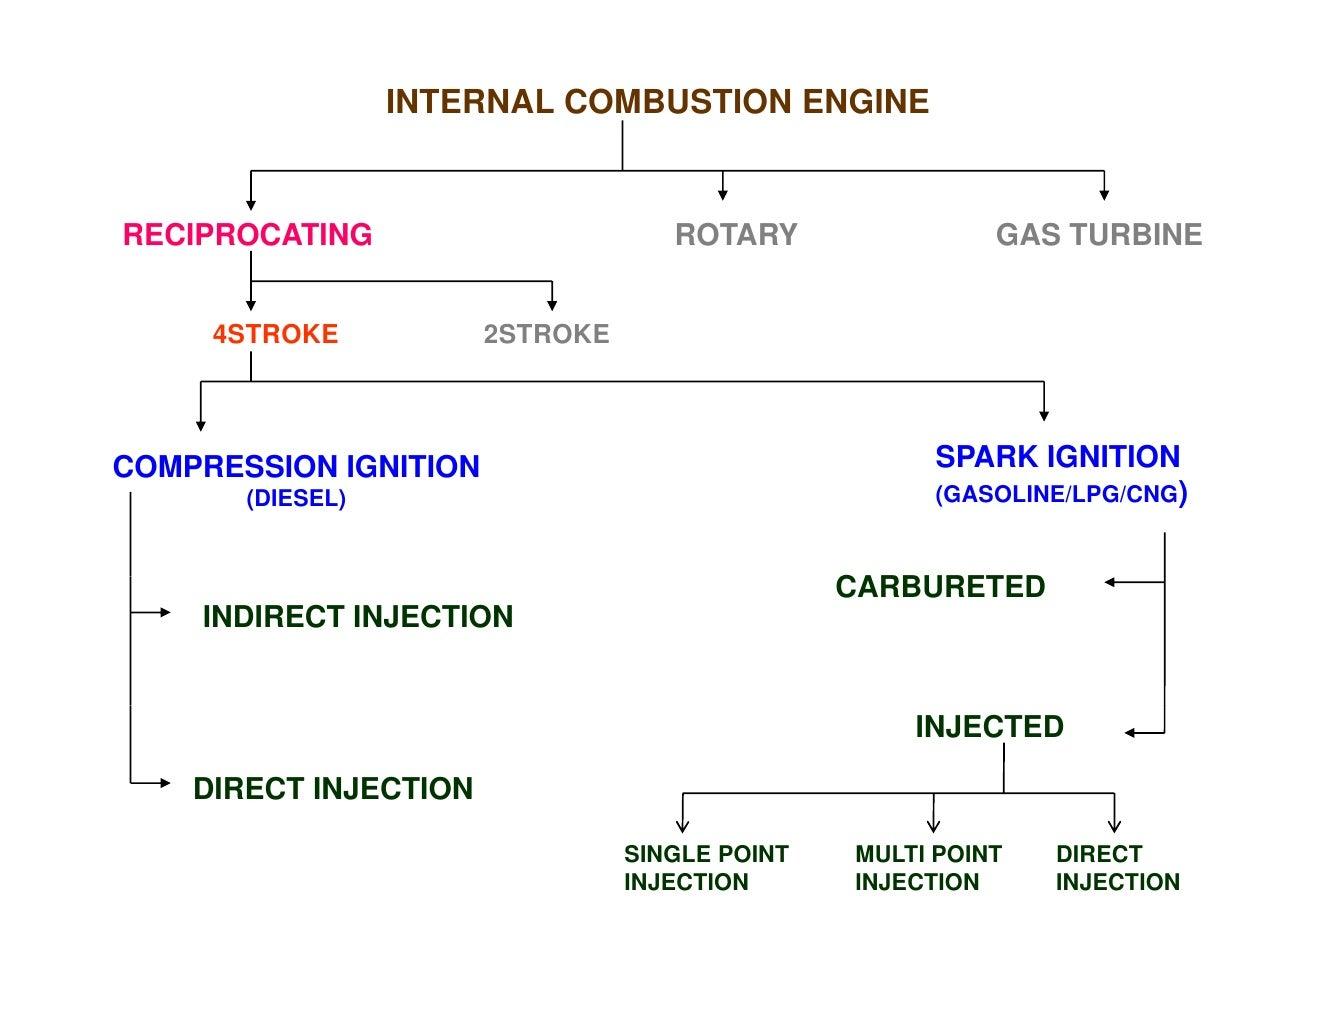 INTERNAL COMBUSTION ENGINE
RECIPROCATING
ROTARY
GAS TURBINE
4STROKE
2STROKE
COMPRESSION IGNITION
(DIESEL)
SPARK IGNITION
(GASOLINE/LPG/CNG)
CARBURETED
INDIRECT INJECTION
INJECTED
DIRECT INJECTION
SINGLE POINT
INJECTION
MULTI POINT
INJECTION
DIRECT
INJECTION